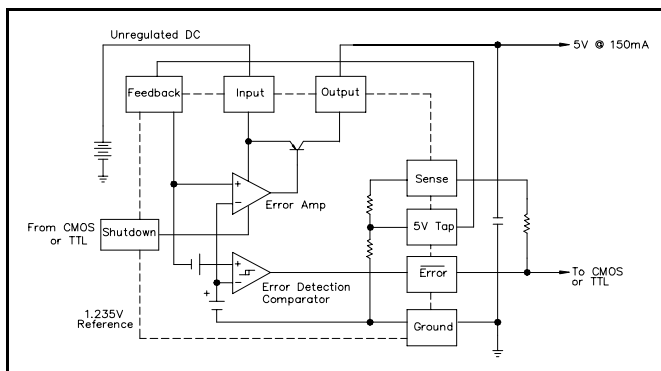 Unregulated DC
5V @ 150mA
Feedback
Input
Output
+
−
Error Amp
Sense
5V Tap
From CMOS
or TTL
Shutdown
+
−
Error Detection
Comparator
Error
To CMOS
or TTL
+
1.235V
Reference
Ground